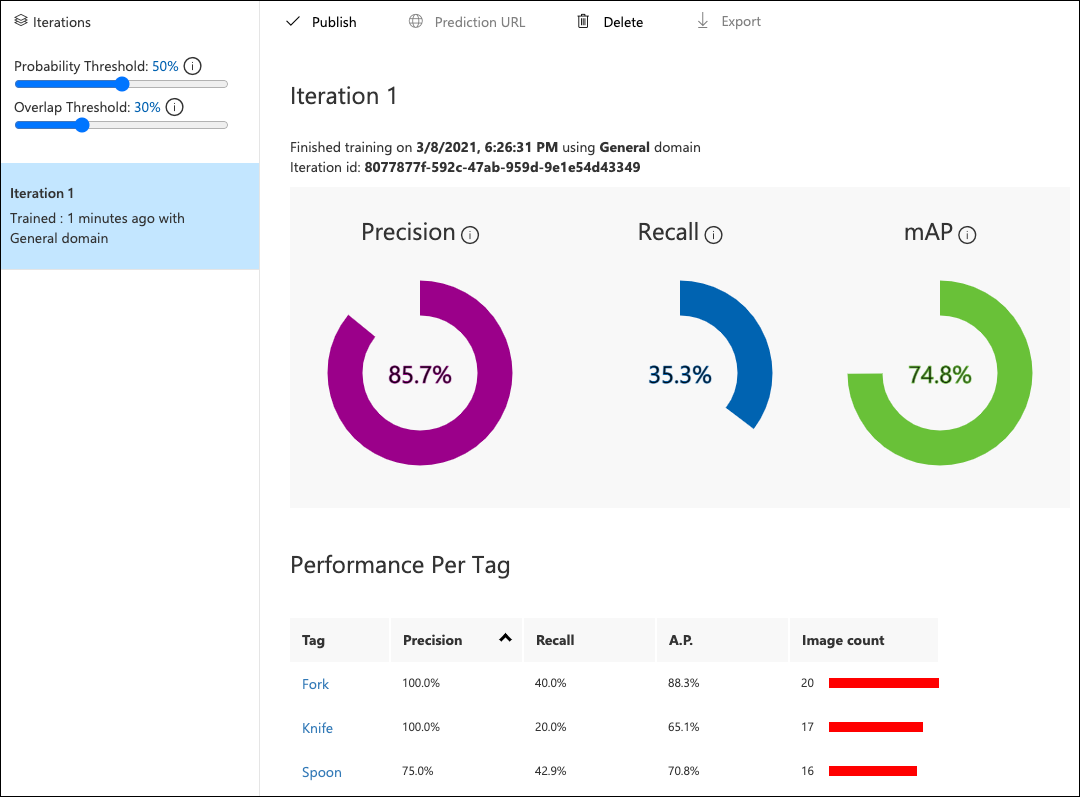 Iterations
Probability Threshold: 50%
Overlap Threshold: 30%
Iteration 1
Trained : 1 minutes ago with
General domain
Publish Prediction URL Delete Export
Iteration 1
Finished training on 3/8/2021, 6:26:31 PM using General domain
Iteration id: 8077877f-592c-47ab-959d-9e1e54d43349
Precision Recall mAP
85.7% 35.3% 74.8%
Performance Per Tag
Tag Precision Recall A.P. Image count
Fork 100.0% 40.0% 88.3% 20
Knife 100.0% 20.0% 65.1% 17
Spoon 75.0% 42.9% 70.8% 16